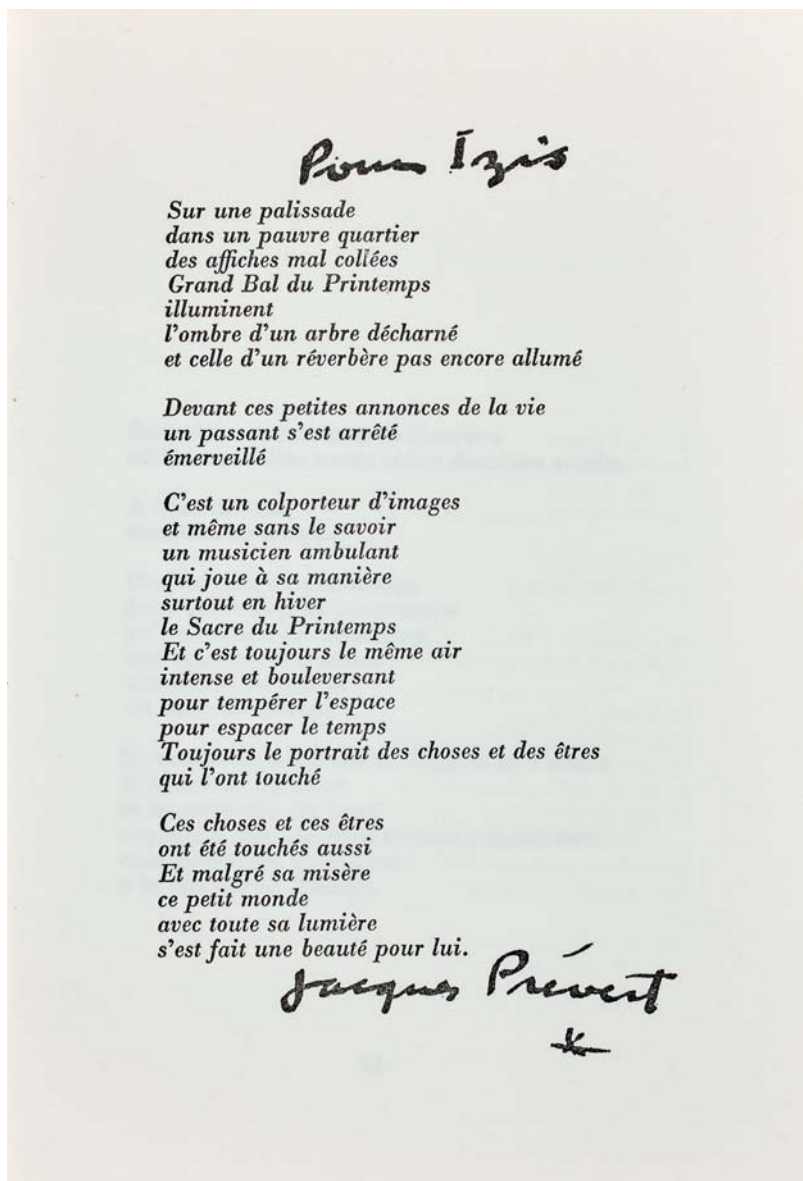 Pour Izis
Sur une palissade
dans un pauvre quartier
des affiches mal collées
Grand Bal du Printemps
illuminent
l'ombre d'un arbre décharné
et celle d'un réverbère pas encore allumé
Devant ces petites annonces de la vie
un passant s'est arrêté
émerveillé
C'est un colporteur d'images
et même sans le savoir
un musicien ambulant
qui joue à sa manière
surtout en hiver
le Sacre du Printemps
Et c'est toujours le même air
intense et bouleversant
pour tempérer l'espace
pour espacer le temps
Toujours le portrait des choses et des êtres
qui l'ont touché
Ces choses et ces êtres
ont été touchés aussi
Et malgré sa misère
ce petit monde
avec toute sa lumière
s'est fait une beauté pour lui.
Jacques Prévert